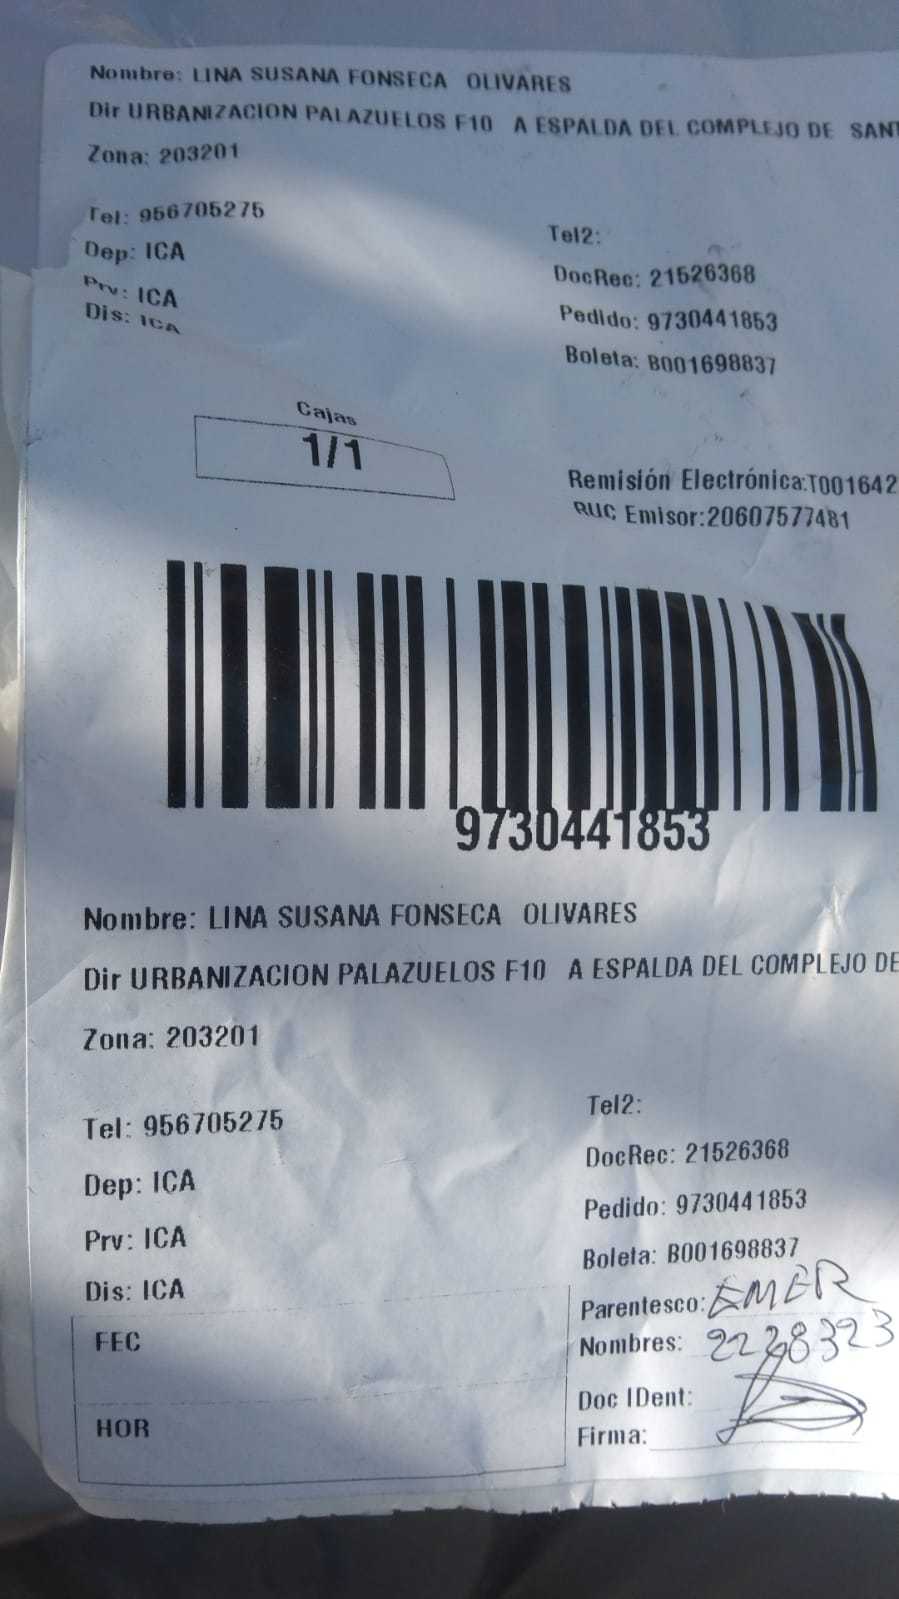 Nombre: LINA SUSANA FONSECA OLIVARES
Dir URBANIZACION PALAZUELOS F10 A ESPALDA DEL COMPLEJO DE SANT
Zona: 203201
Tel: 956705275
Tel2:
Dep: ICA
DocRec: 21526368
Prv: ICA
Pedido: 9730441853
Dis: ICA
Boleta: B001698837
Cajas
1/1
Remisión Electrónica:T001642
RUC Emisor:20607577481
9730441853
Nombre: LINA SUSANA FONSECA OLIVARES
Dir URBANIZACION PALAZUELOS F10 A ESPALDA DEL COMPLEJO DE
Zona: 203201
Tel: 956705275
Tel2:
Dep: ICA
DocRec: 21526368
Prv: ICA
Pedido: 9730441853
Dis: ICA
Boleta: B001698837
Parentesco: EMER
FEC
Nombres: 2228323
Doc IDent:
HOR
Firma: